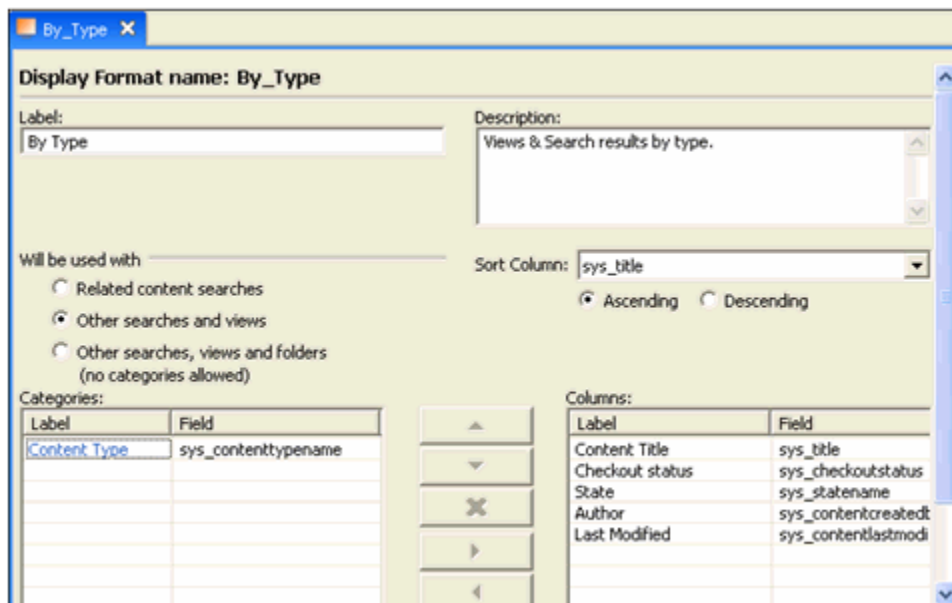 By_Type
Display Format name: By_Type
Label:
By Type
Description:
Views & Search results by type.
Will be used with
Related content searches
Other searches and views
Other searches, views and folders
(no categories allowed)
Sort Column: sys_title
Ascending Descending
Categories:
Label Field
Content Type sys_contenttypename
Columns:
Label Field
Content Title sys_title
Checkout status sys_checkoutstatus
State sys_statename
Author sys_contentcreatedb
Last Modified sys_contentlastmodi